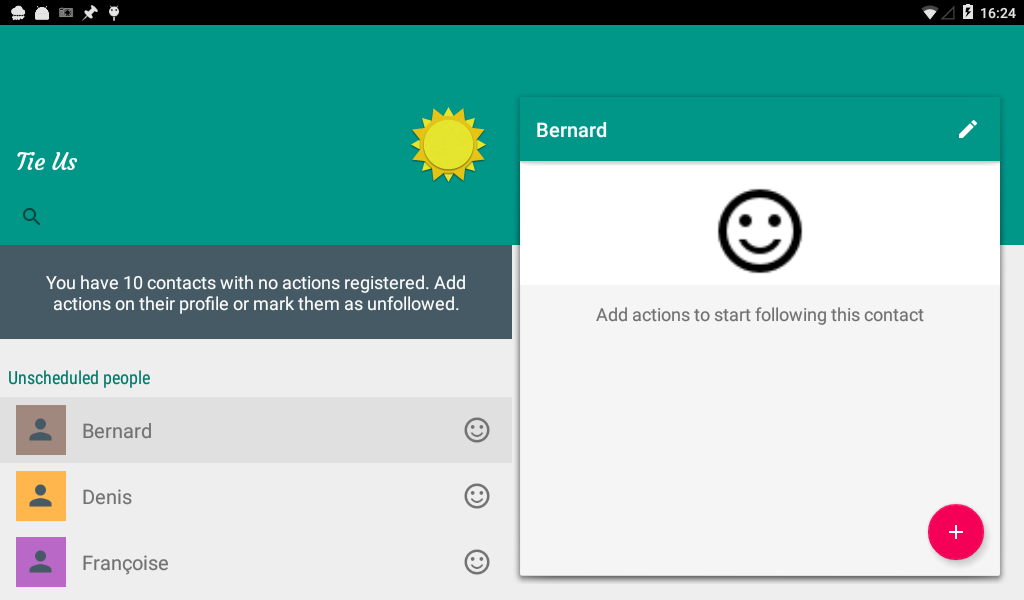 16:24
Tie Us
You have 10 contacts with no actions registered. Add
actions on their profile or mark them as unfollowed.
Unscheduled people
Bernard
Denis
Françoise
Bernard
Add actions to start following this contact